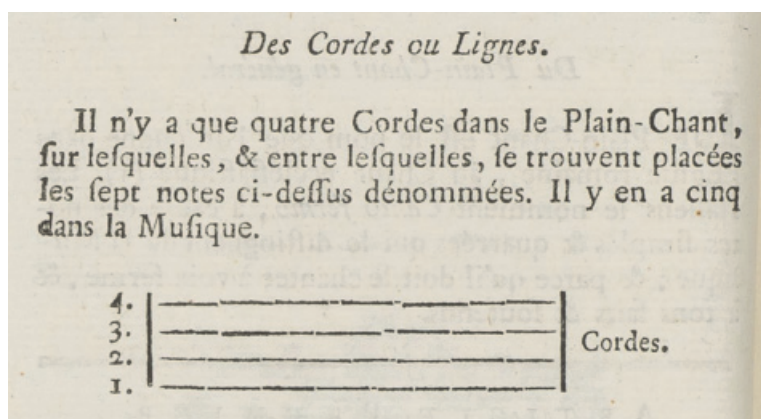 Des Cordes ou Lignes.
Il n'y a que quatre Cordes dans le Plain-Chant,
ſur leſquelles, & entre leſquelles, ſe trouvent placées
les ſept notes ci-deſſus dénommées. Il y en a cinq
dans la Muſique.
4.
3.
2.
1.
Cordes.